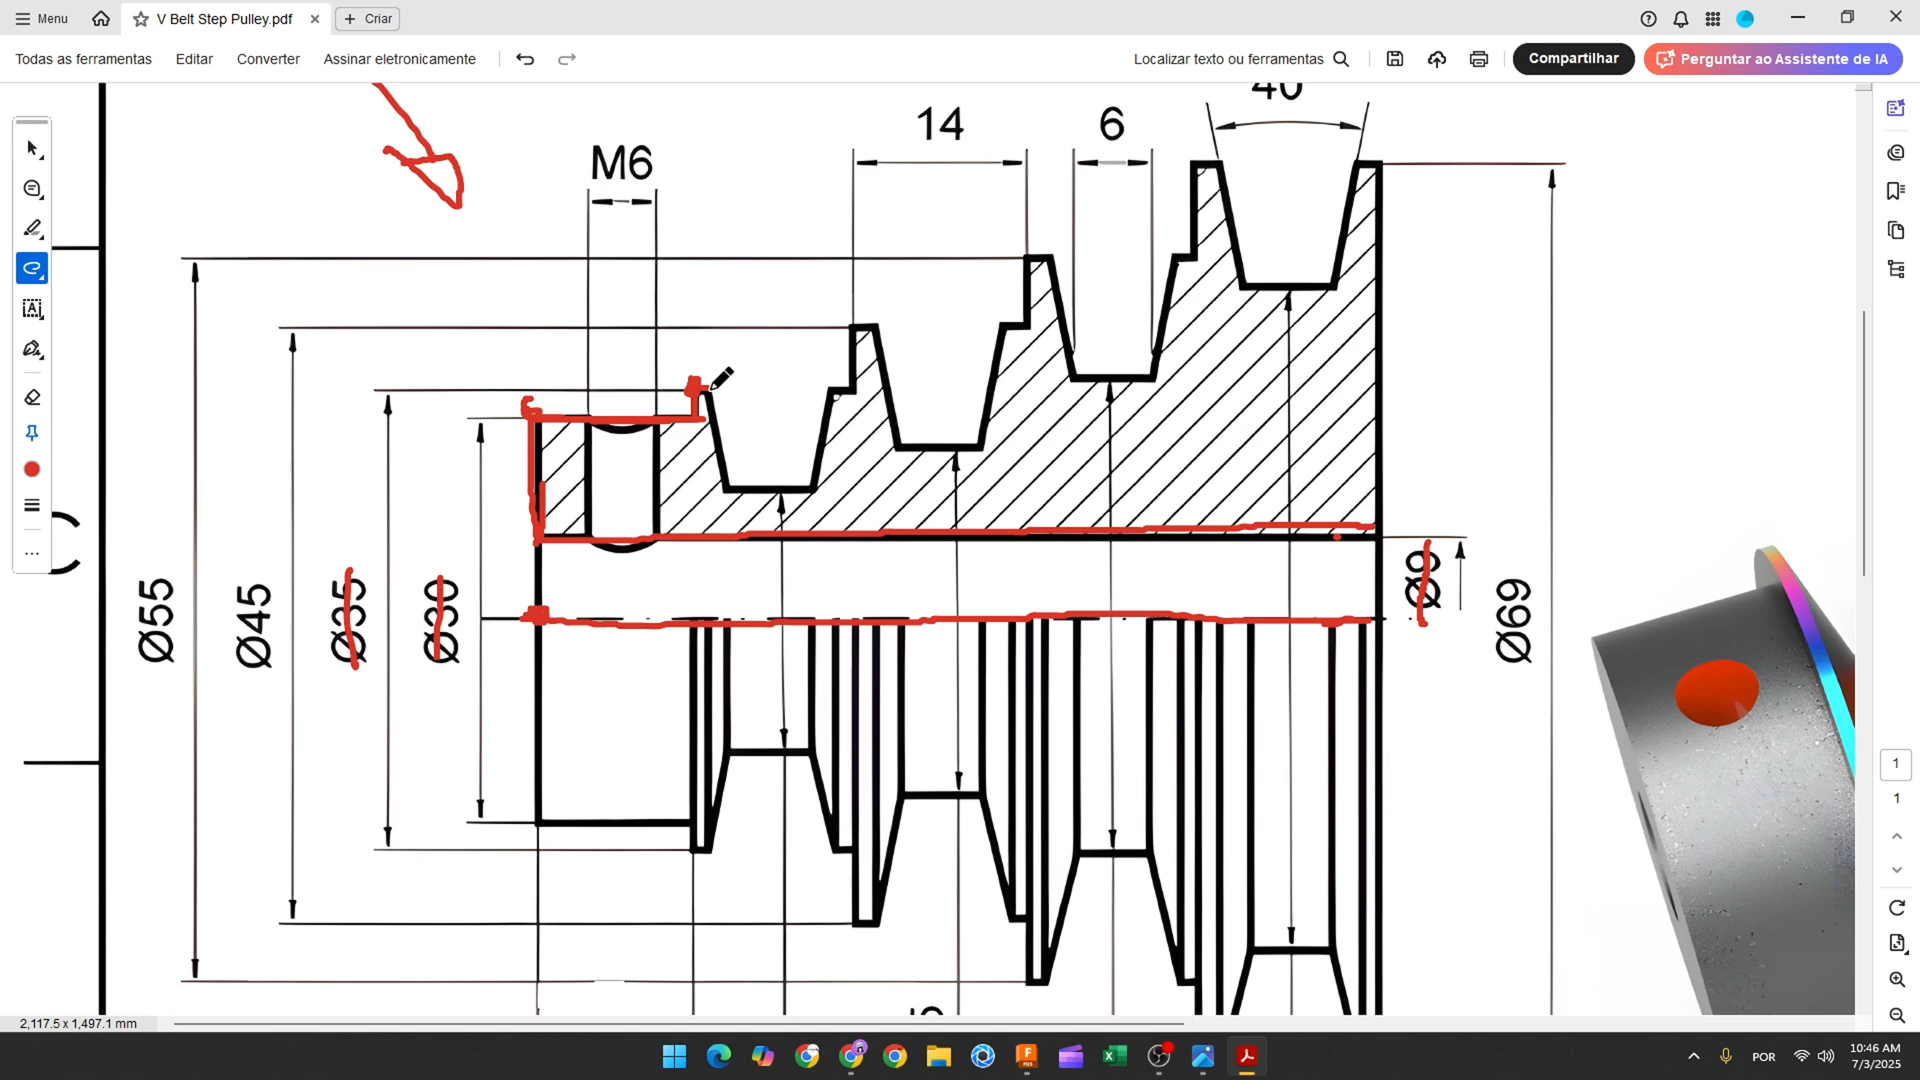 Menu
V Belt Step Pulley.pdf
Criar
Todas as ferramentas
Editar
Converter
Assinar eletronicamente
Localizar texto ou ferramentas
Compartilhar
Perguntar ao Assistente de IA
40
14
6
M6
Ø55
Ø45
Ø35
Ø30
Ø69
1
1
2,117.5 x 1,497.1 mm
POR
10:46 AM
7/3/2025